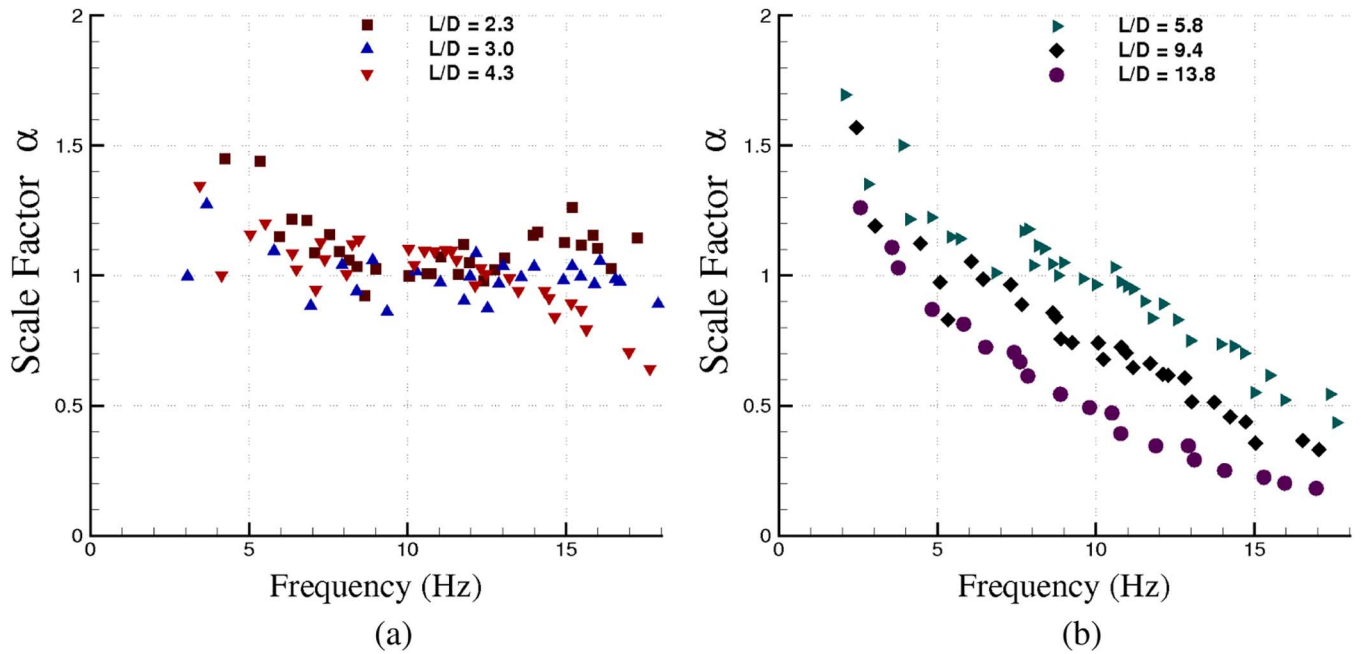 2
L/D = 2.3
L/D = 3.0
L/D = 4.3
1.5
1
0.5
0
0
5
10
15
Scale Factor α
Frequency (Hz)
(a)
2
L/D = 5.8
L/D = 9.4
L/D = 13.8
1.5
1
0.5
0
0
5
10
15
Scale Factor α
Frequency (Hz)
(b)